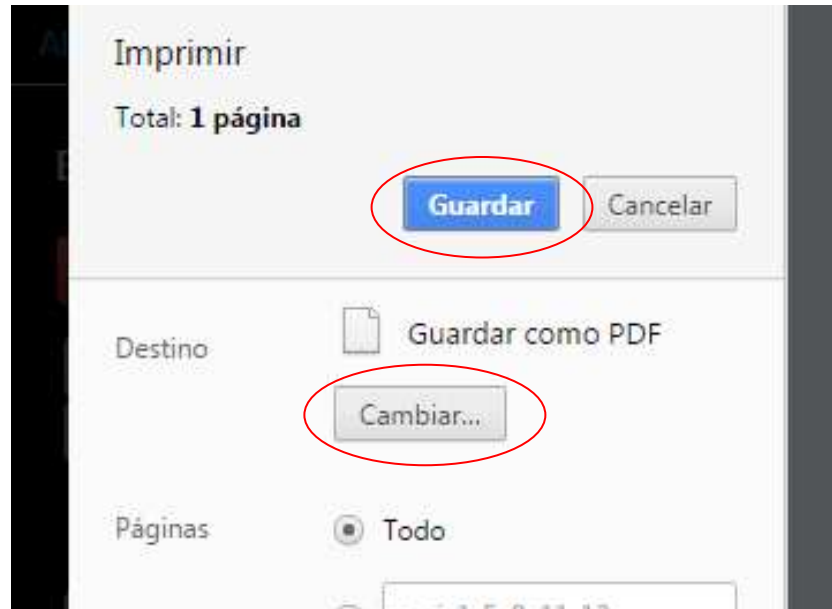 Imprimir
Total: 1 página
Guardar Cancelar
Destino Guardar como PDF
Cambiar...
Páginas Todo